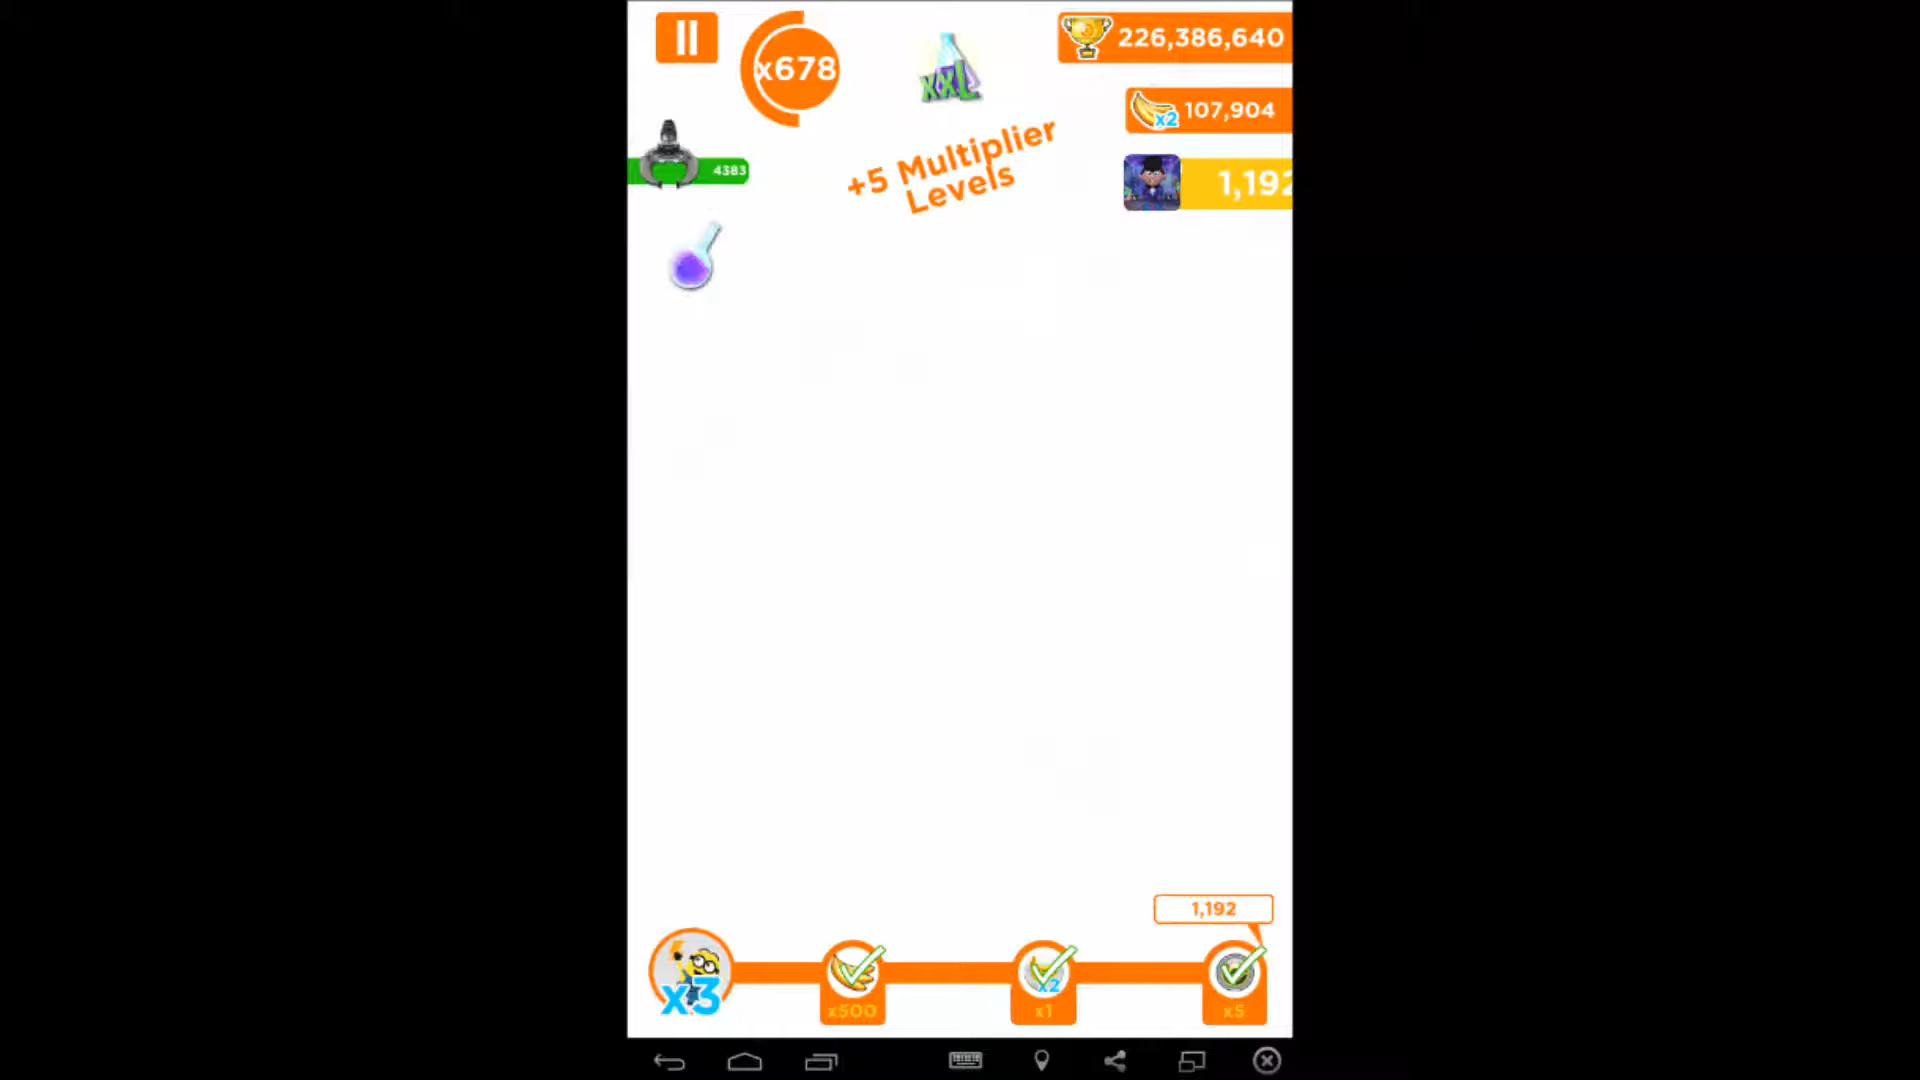 x678
XXL
226,386,640
x2 107,904
4383
1,192
+5 Multiplier
Levels
1,192
x3
x500
x2
x1
x5